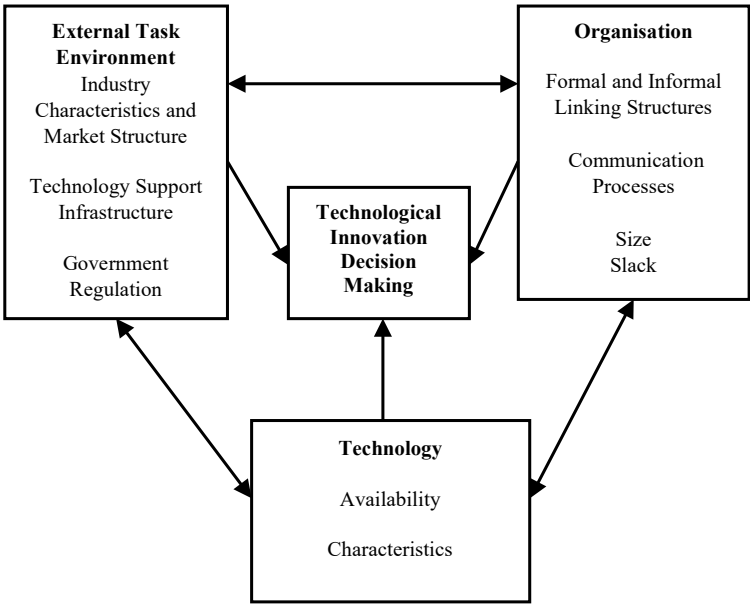 External Task
Environment
Industry
Characteristics and
Market Structure
Technology Support
Infrastructure
Government
Regulation
Organisation
Formal and Informal
Linking Structures
Communication
Processes
Size
Slack
Technological
Innovation
Decision
Making
Technology
Availability
Characteristics